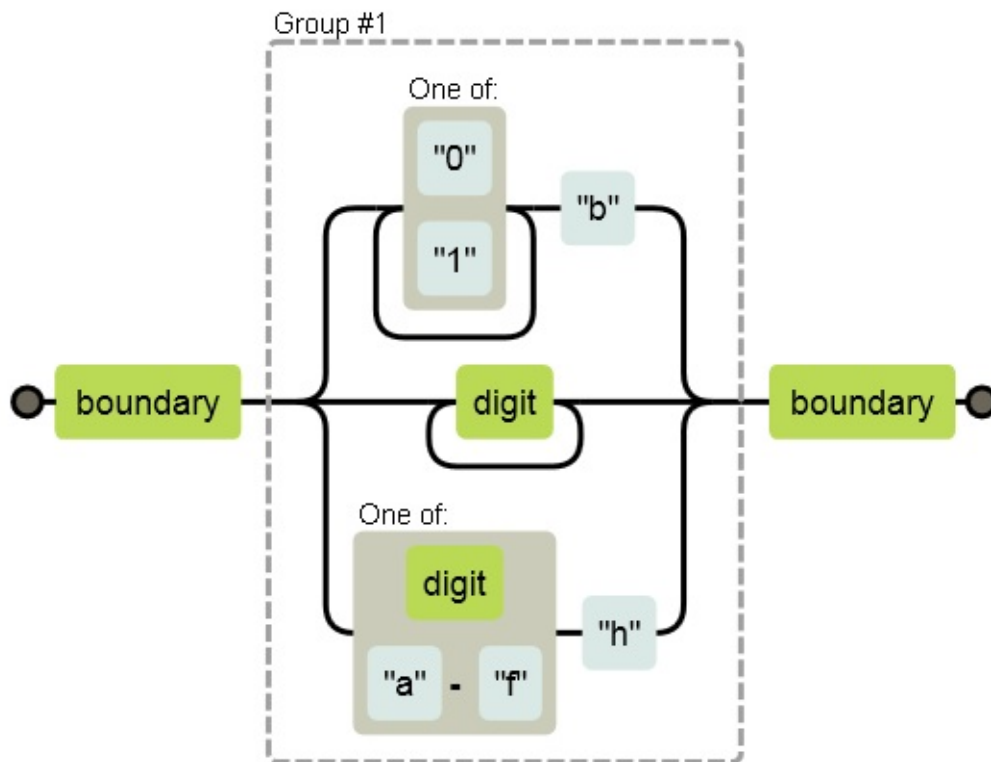 Group #1
One of:
"0"
"1"
"b"
boundary
digit
boundary
One of:
digit
"a" - "f"
"h"